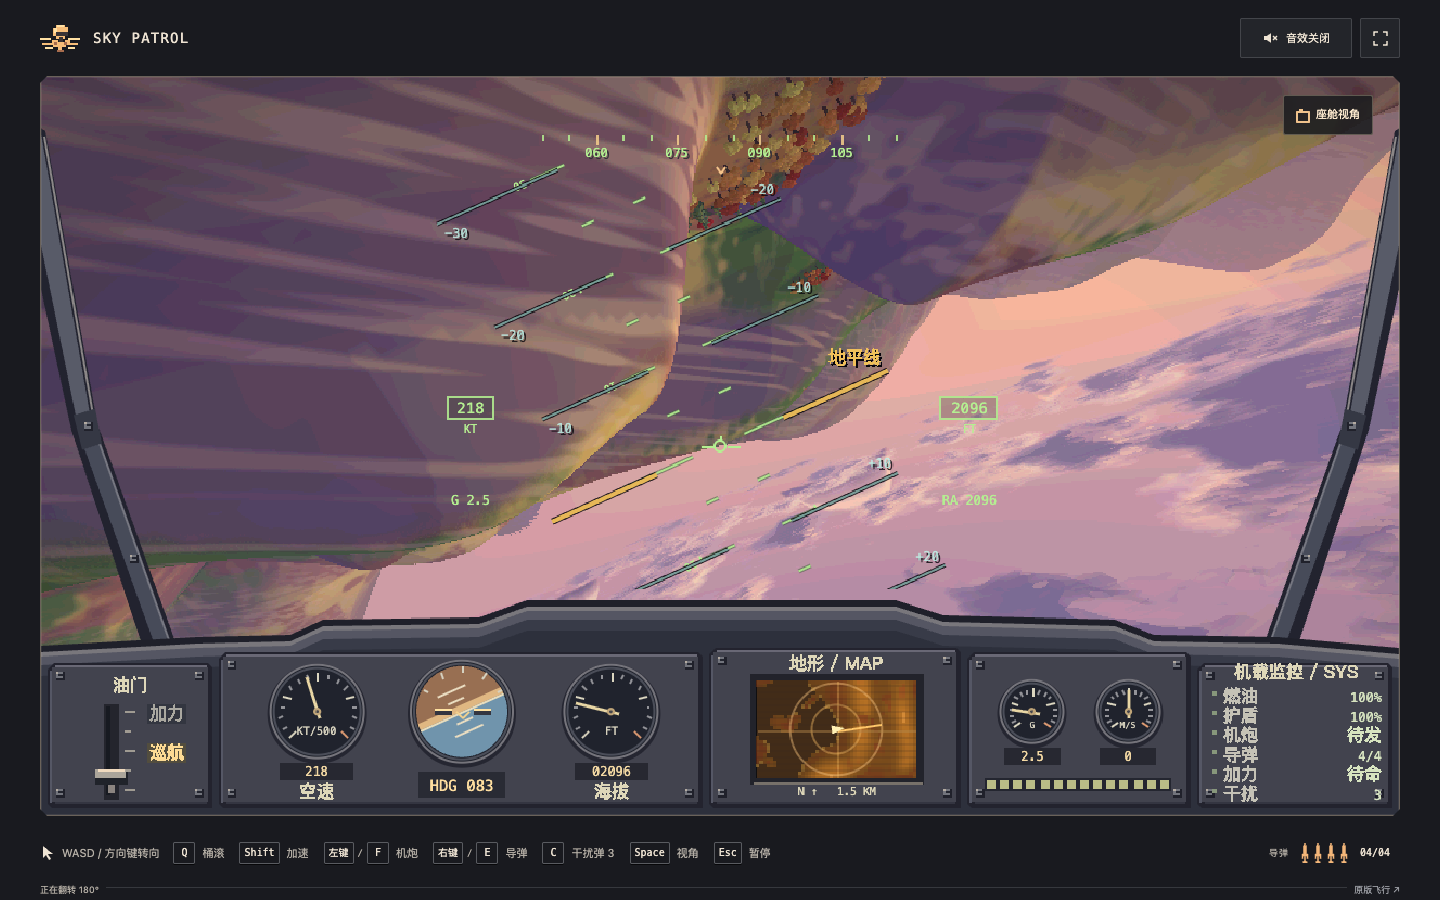 SKY PATROL
音效关闭
座舱视角
060 075 090 105
-20
-30
-10
-20
地平线
218
KT
2096
FT
-10
+10
G 2.5
RA 2096
+20
油门
加力
巡航
KT/500
218
空速
HDG 083
FT
02096
海拔
地形 / MAP
N ↑ 1.5 KM
G
2.5
M/S
0
机载监控 / SYS
燃油 100%
护盾 100%
机炮 待发
导弹 4/4
加力 待命
干扰 3
WASD / 方向键转向 Q 桶滚 Shift 加速 左键 / F 机炮 右键 / E 导弹 C 干扰弹 3 Space 视角 Esc 暂停
导弹 04/04
正在翻转 180°
原版飞行 ↗